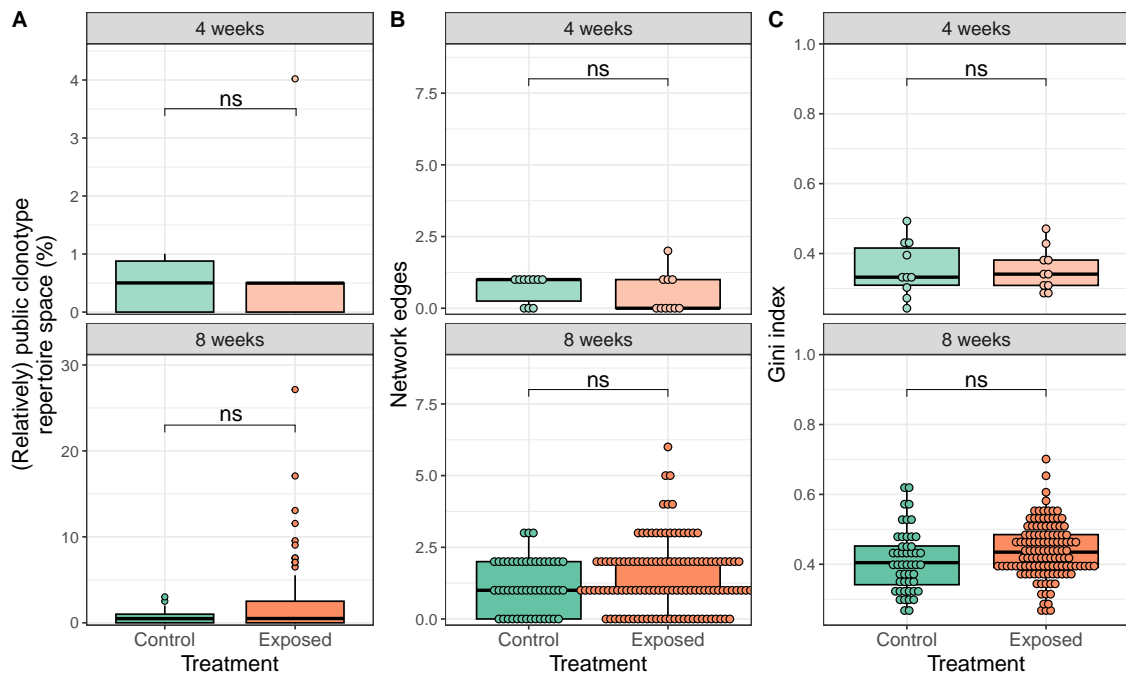 A
4 weeks
(Relatively) public clonotype
repertoire space (%)
4
3
2
1
0
ns
8 weeks
30
20
10
0
ns
Control
Exposed
Treatment
B
4 weeks
Network edges
7.5
5.0
2.5
0.0
ns
8 weeks
7.5
5.0
2.5
0.0
ns
Control
Exposed
Treatment
C
4 weeks
Gini index
1.0
0.8
0.6
0.4
ns
8 weeks
1.0
0.8
0.6
0.4
ns
Control
Exposed
Treatment